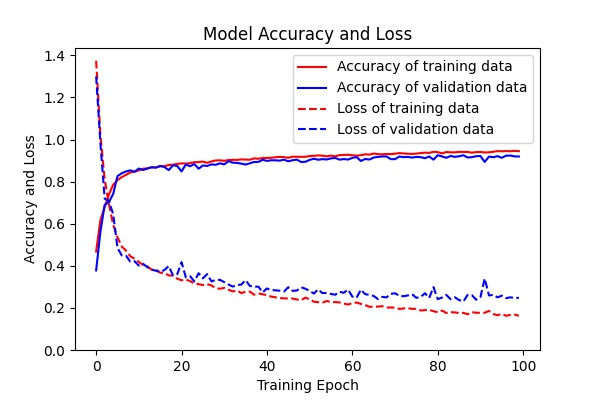 Model Accuracy and Loss
Accuracy of training data
Accuracy of validation data
Loss of training data
Loss of validation data
Accuracy and Loss
1.4
1.2
1.0
0.8
0.6
0.4
0.2
0.0
0 20 40 60 80 100
Training Epoch